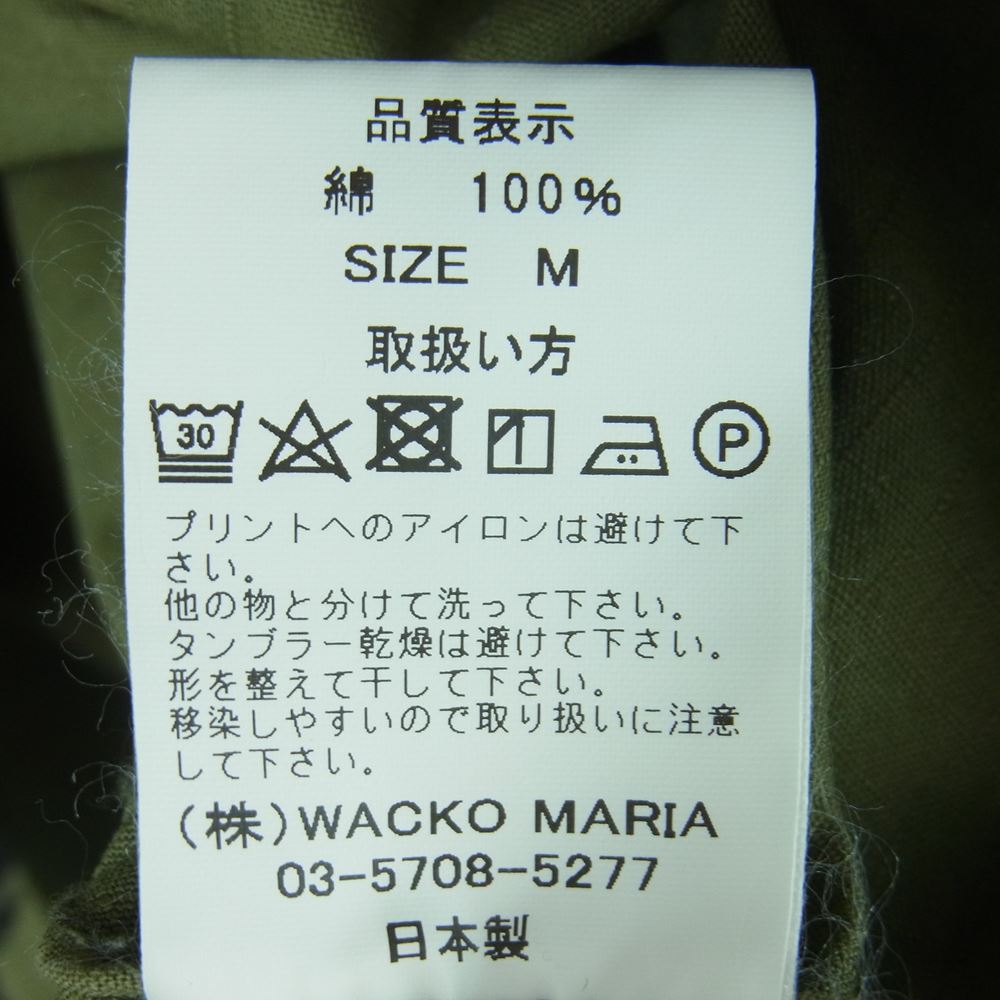 品質表示
綿 100%
SIZE M
取扱い方
30 P
プリントへのアイロンは避けて下
さい。
他の物と分けて洗って下さい。
タンブラー乾燥は避けて下さい。
形を整えて干して下さい。
移染しやすいので取り扱いに注意
して下さい。
(株)WACKO MARIA
03-5708-5277
日本製